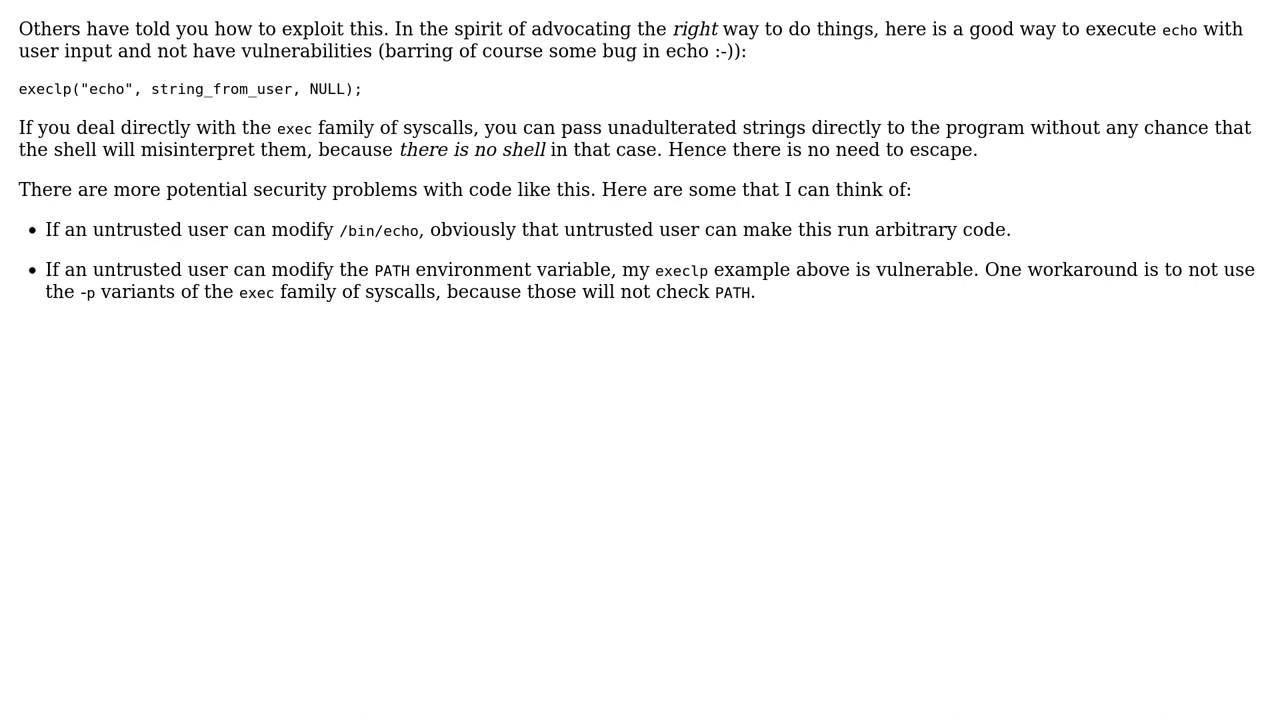 Others have told you how to exploit this. In the spirit of advocating the right way to do things, here is a good way to execute echo with
user input and not have vulnerabilities (barring of course some bug in echo :-)):
execlp("echo", string_from_user, NULL);
If you deal directly with the exec family of syscalls, you can pass unadulterated strings directly to the program without any chance that
the shell will misinterpret them, because there is no shell in that case. Hence there is no need to escape.
There are more potential security problems with code like this. Here are some that I can think of:
• If an untrusted user can modify /bin/echo, obviously that untrusted user can make this run arbitrary code.
• If an untrusted user can modify the PATH environment variable, my execlp example above is vulnerable. One workaround is to not use
the -p variants of the exec family of syscalls, because those will not check PATH.